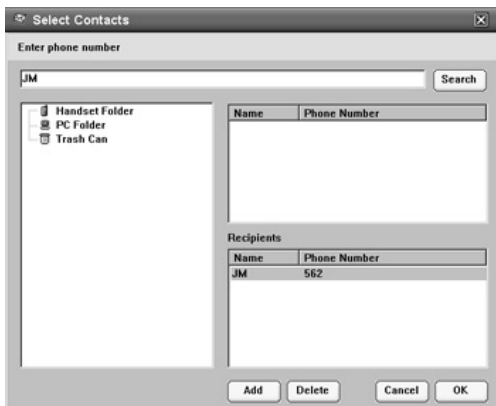 Select Contacts
Enter phone number
JM
Search
Handset Folder
PC Folder
Trash Can
Name Phone Number
Recipients
Name Phone Number
JM 562
Add Delete Cancel OK